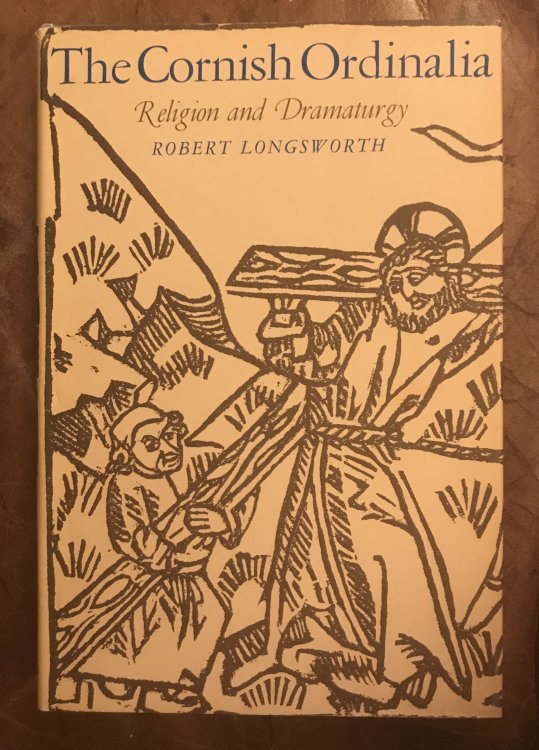 The Cornish Ordinalia
Religion and Dramaturgy
ROBERT LONGSWORTH